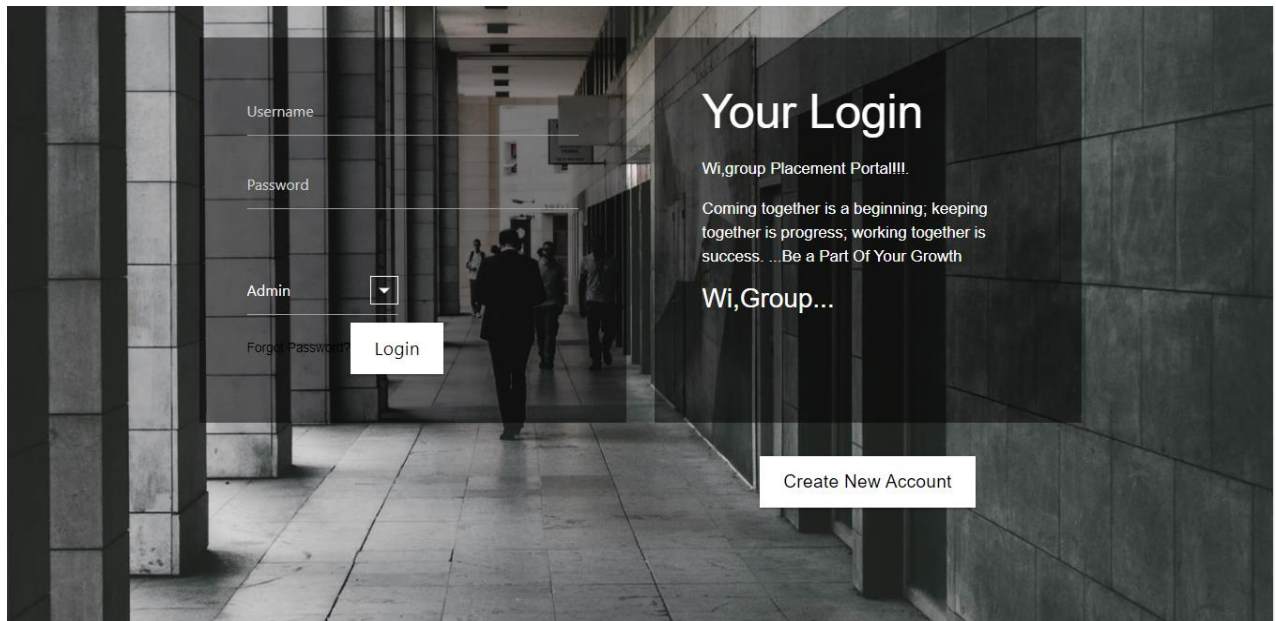 Username
Password
Admin
Forgot Password?
Login
Your Login
Wi,group Placement Portal!!!.
Coming together is a beginning; keeping
together is progress; working together is
success. ...Be a Part Of Your Growth
Wi,Group...
Create New Account